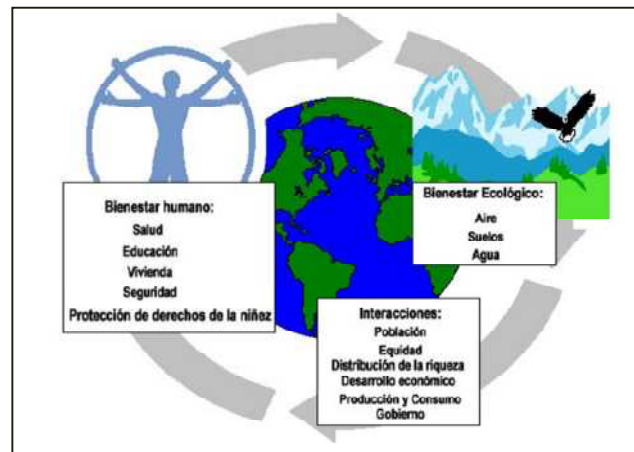 Bienestar humano:
Salud
Educación
Vivienda
Seguridad
Protección de derechos de la niñez
Bienestar Ecológico:
Aire
Suelos
Agua
Interacciones:
Población
Equidad
Distribución de la riqueza
Desarrollo económico
Producción y Consumo
Gobierno